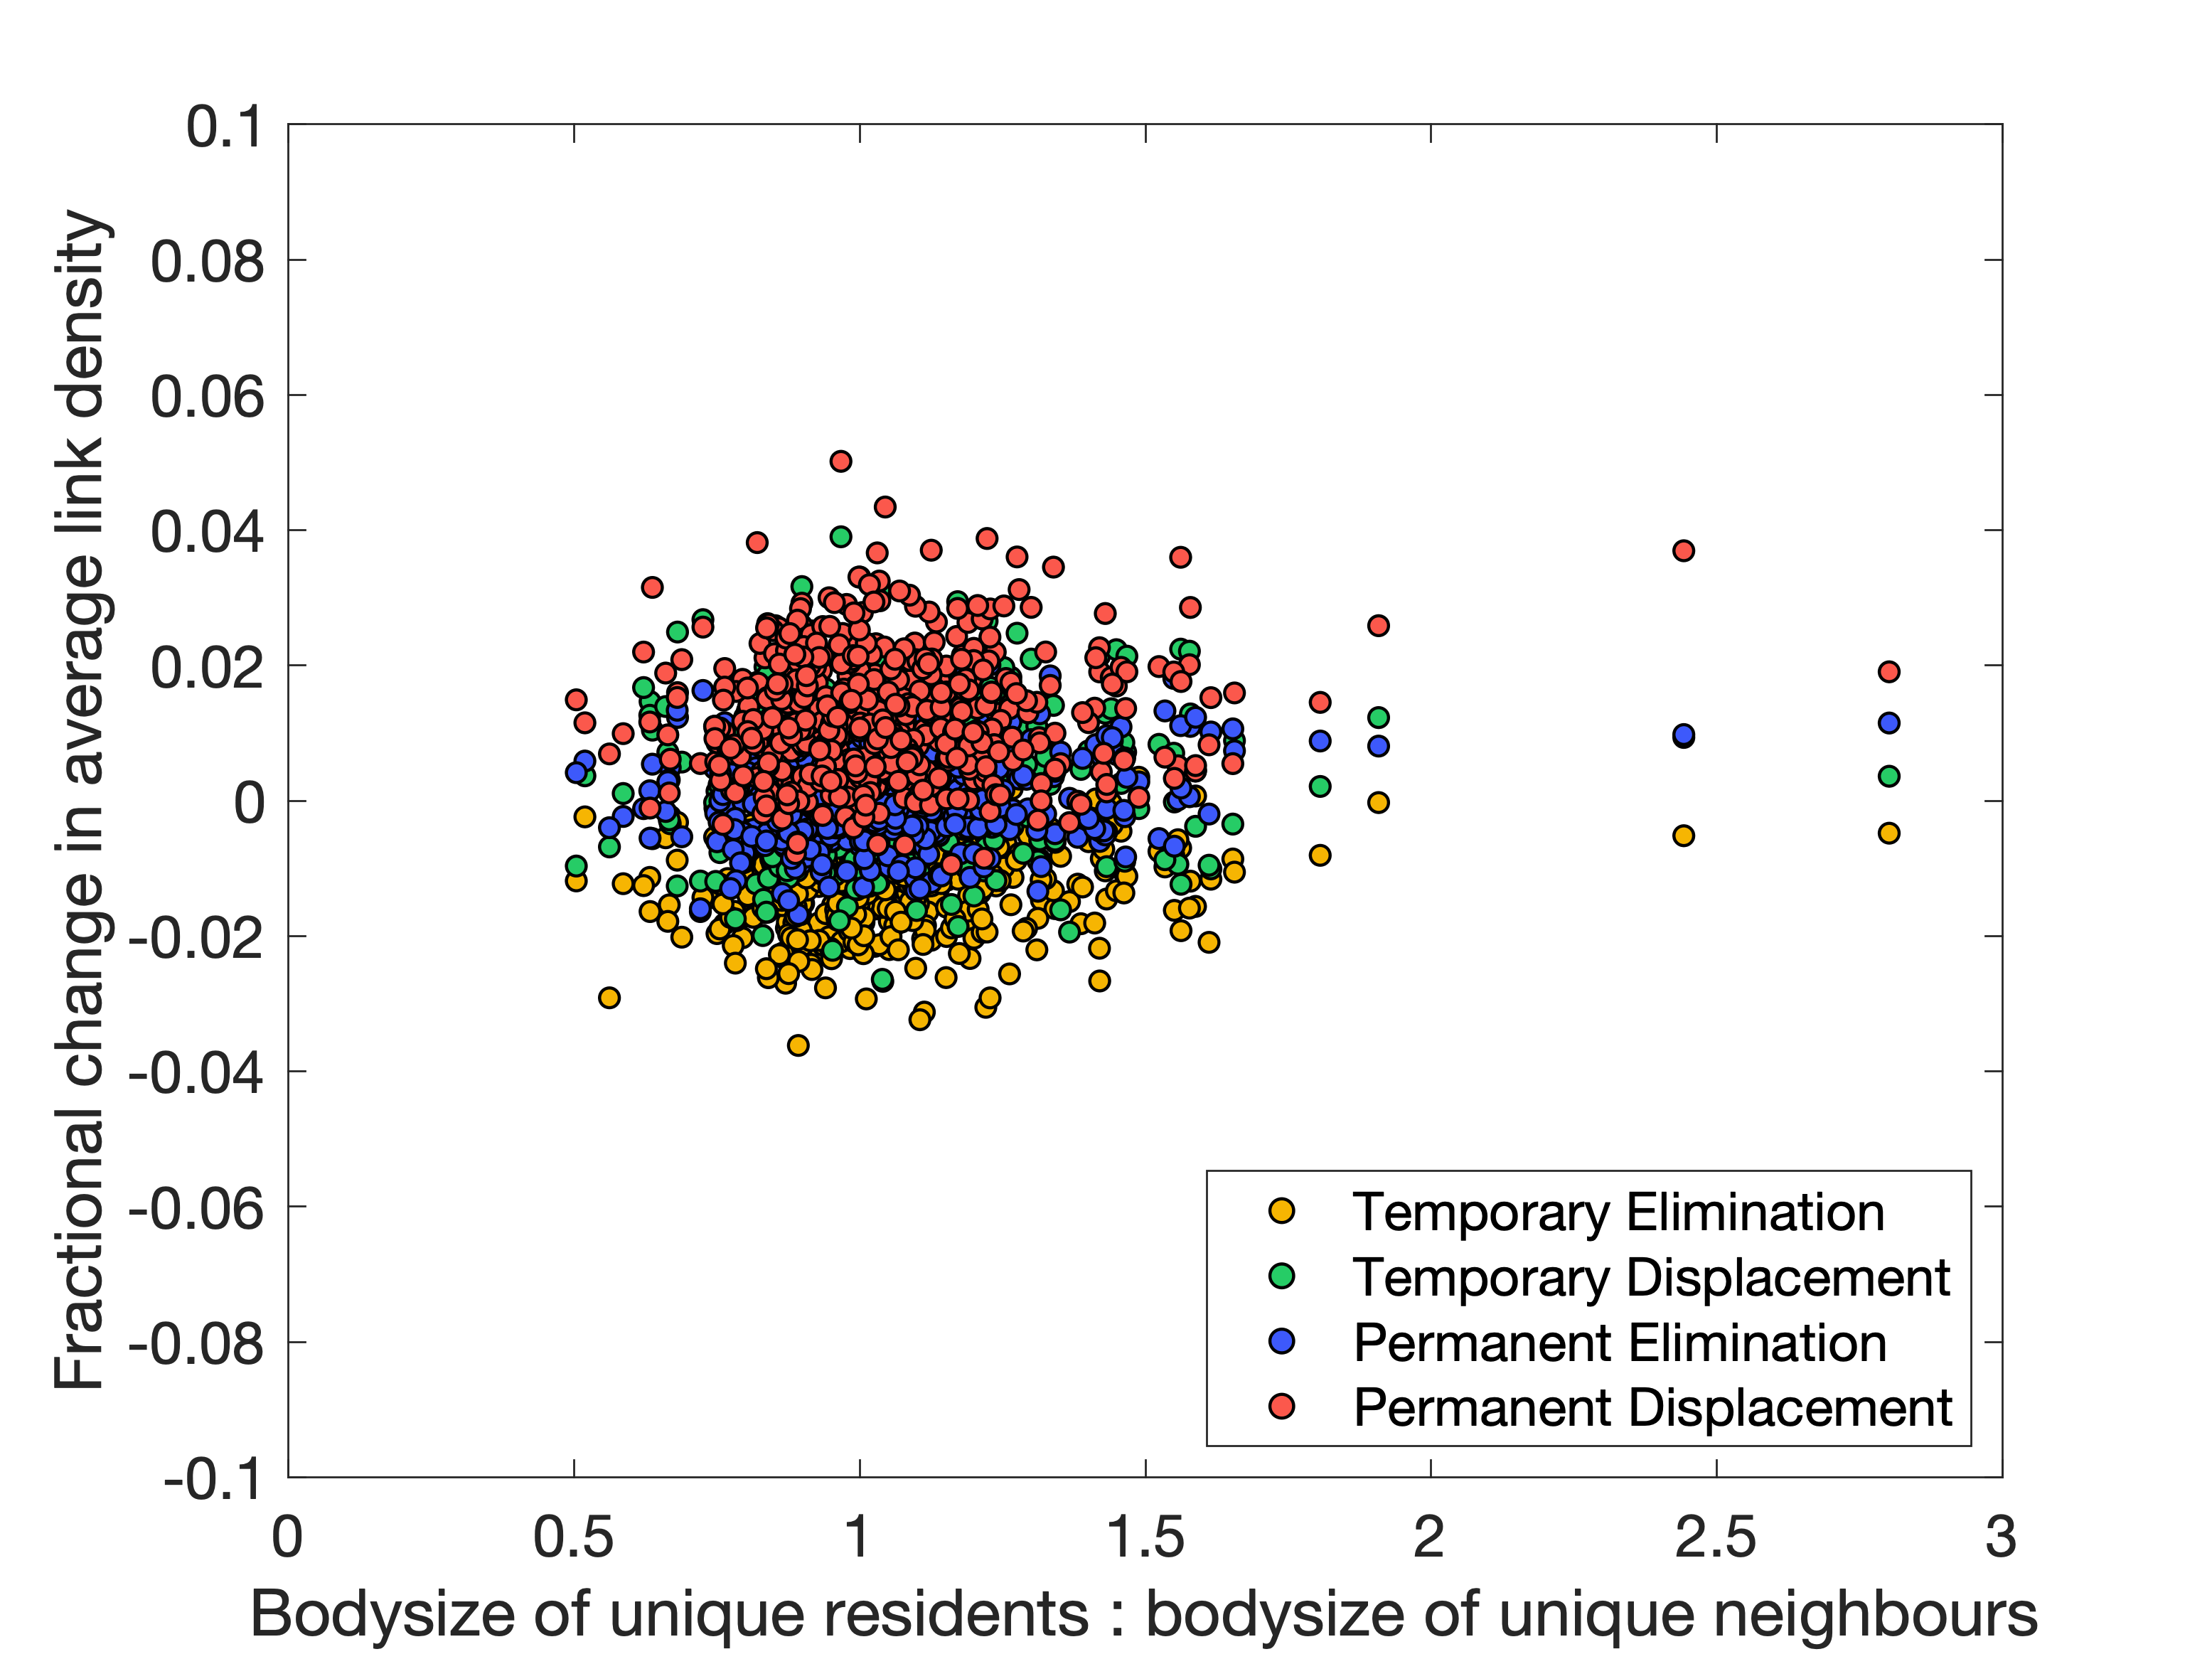 Fractional change in average link density
0.1
0.08
0.06
0.04
0.02
0
-0.02
-0.04
-0.06
-0.08
-0.1
Temporary Elimination
Temporary Displacement
Permanent Elimination
Permanent Displacement
0 0.5 1 1.5 2 2.5 3
Bodysize of unique residents : bodysize of unique neighbours